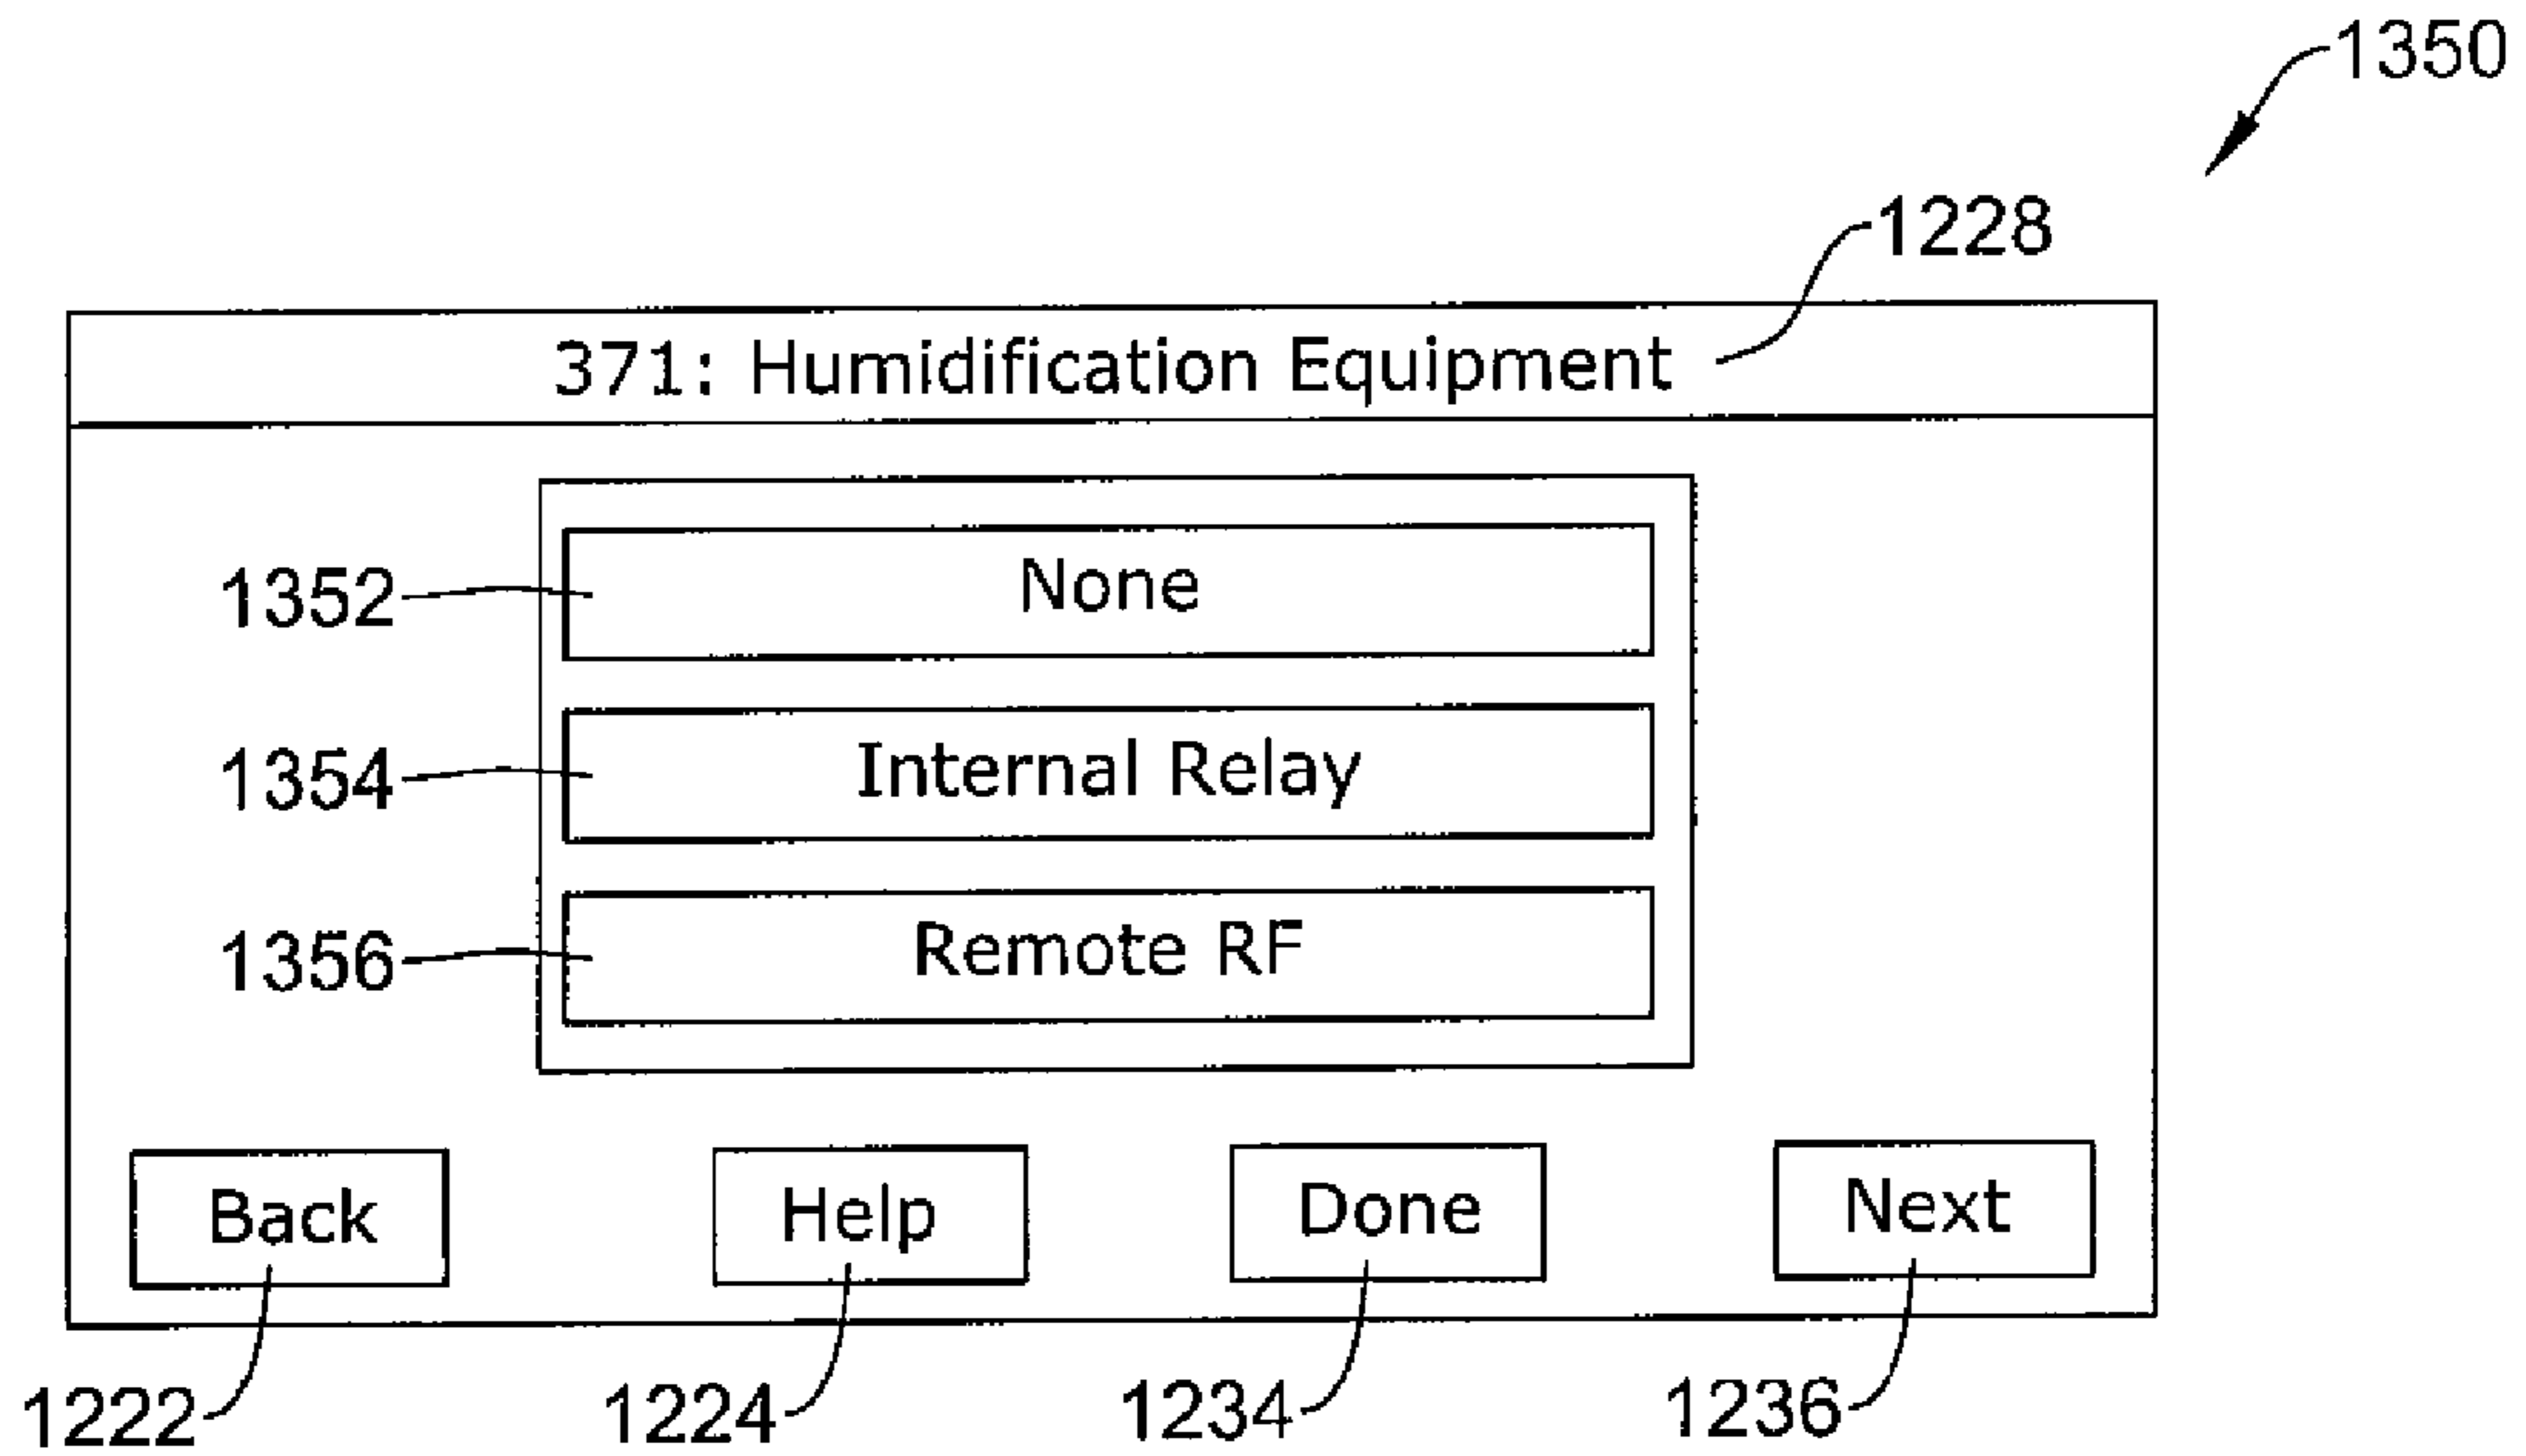 1350
1228
371: Humidification Equipment
1352 None
1354 Internal Relay
1356 Remote RF
Back Help Done Next
1222 1224 1234 1236